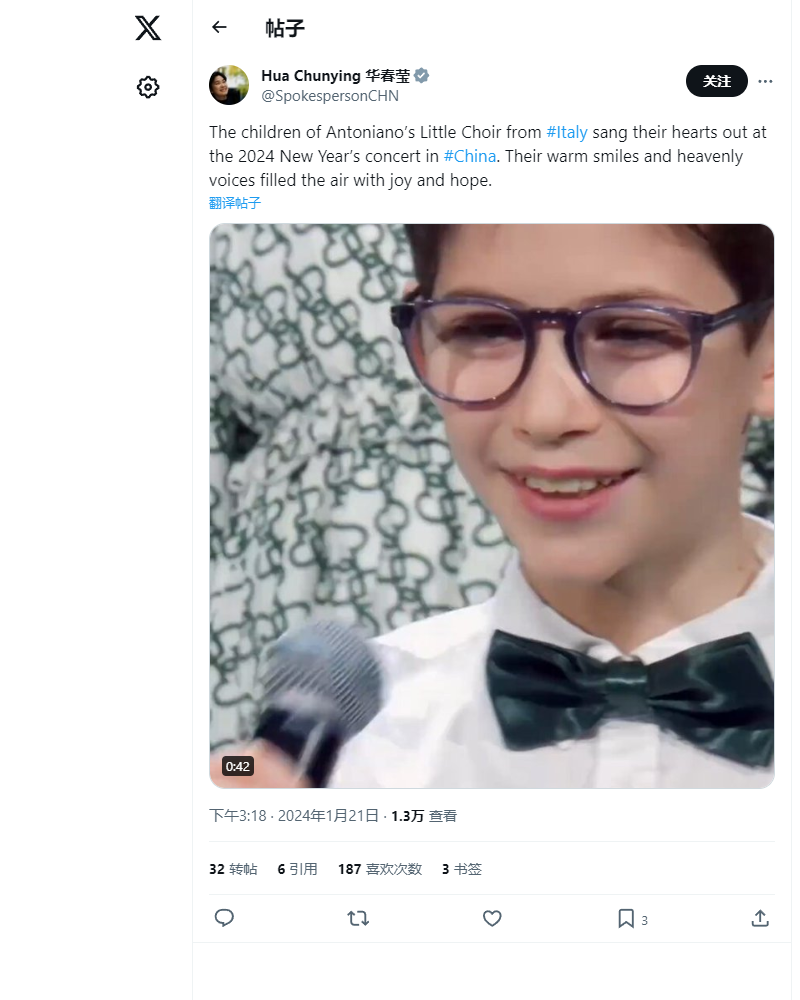 帖子
Hua Chunying 华春莹
@SpokespersonCHN
关注
The children of Antoniano’s Little Choir from #Italy sang their hearts out at
the 2024 New Year’s concert in #China. Their warm smiles and heavenly
voices filled the air with joy and hope.
翻译帖子
0:42
下午3:18 · 2024年1月21日 · 1.3万 查看
32 转帖 6 引用 187 喜欢次数 3 书签
3